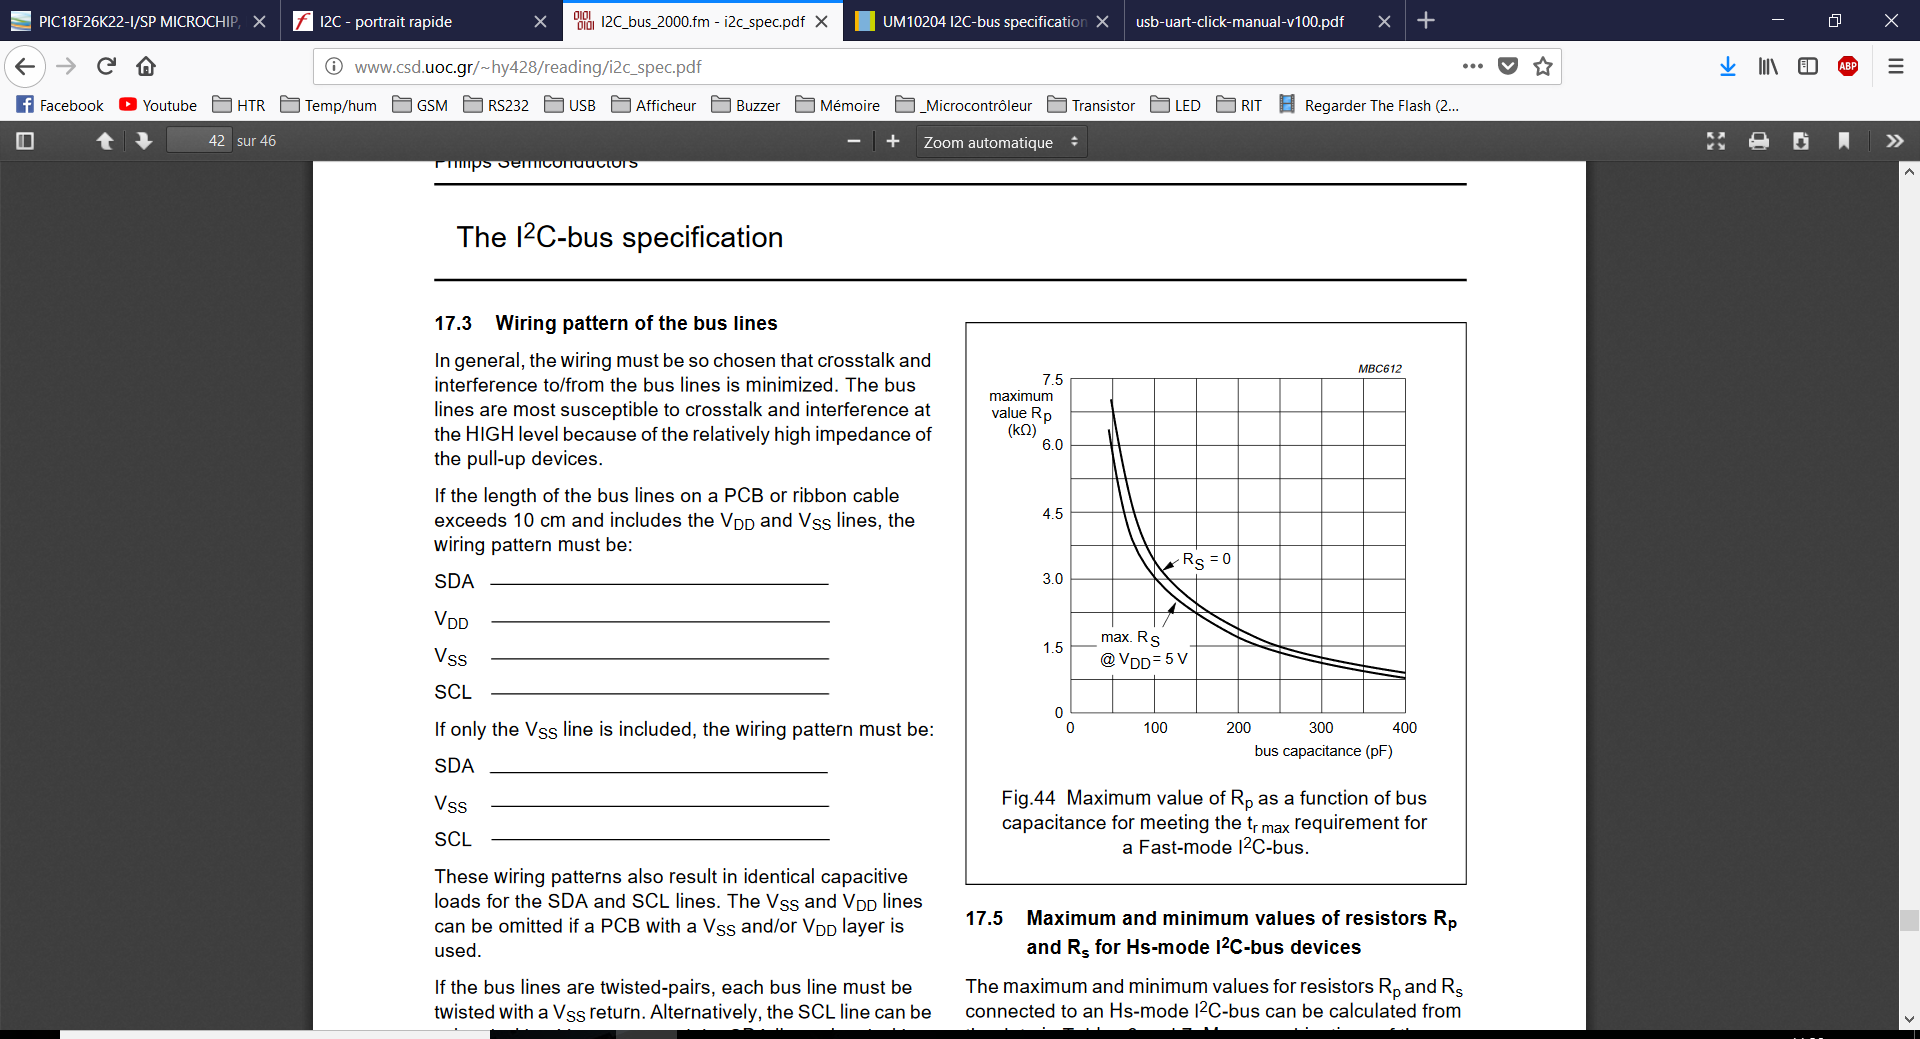 PIC18F26K22-I/SP MICROCHIP,
I2C - portrait rapide
I2C_bus_2000.fm - i2c_spec.pdf
UM10204 I2C-bus specification
usb-uart-click-manual-v100.pdf
www.csd.uoc.gr/~hy428/reading/i2c_spec.pdf
ABP
Facebook Youtube HTR Temp/hum GSM RS232 USB Afficheur Buzzer Mémoire _Microcontrôleur Transistor LED RIT Regarder The Flash (2...
42 sur 46
Zoom automatique
Philips Semiconductors
The I²C-bus specification
17.3 Wiring pattern of the bus lines
In general, the wiring must be so chosen that crosstalk and
interference to/from the bus lines is minimized. The bus
lines are most susceptible to crosstalk and interference at
the HIGH level because of the relatively high impedance of
the pull-up devices.
If the length of the bus lines on a PCB or ribbon cable
exceeds 10 cm and includes the VDD and VSS lines, the
wiring pattern must be:
SDA
VDD
VSS
SCL
If only the VSS line is included, the wiring pattern must be:
SDA
VSS
SCL
These wiring patterns also result in identical capacitive
loads for the SDA and SCL lines. The VSS and VDD lines
can be omitted if a PCB with a VSS and/or VDD layer is
used.
If the bus lines are twisted-pairs, each bus line must be
twisted with a VSS return. Alternatively, the SCL line can be
MBC612
7.5
maximum
value Rp
(kΩ)
6.0
4.5
RS = 0
3.0
max. RS
@ VDD = 5 V
1.5
0
0 100 200 300 400
bus capacitance (pF)
Fig.44 Maximum value of Rp as a function of bus
capacitance for meeting the tr max requirement for
a Fast-mode I²C-bus.
17.5 Maximum and minimum values of resistors Rp
and Rs for Hs-mode I²C-bus devices
The maximum and minimum values for resistors Rp and Rs
connected to an Hs-mode I²C-bus can be calculated from